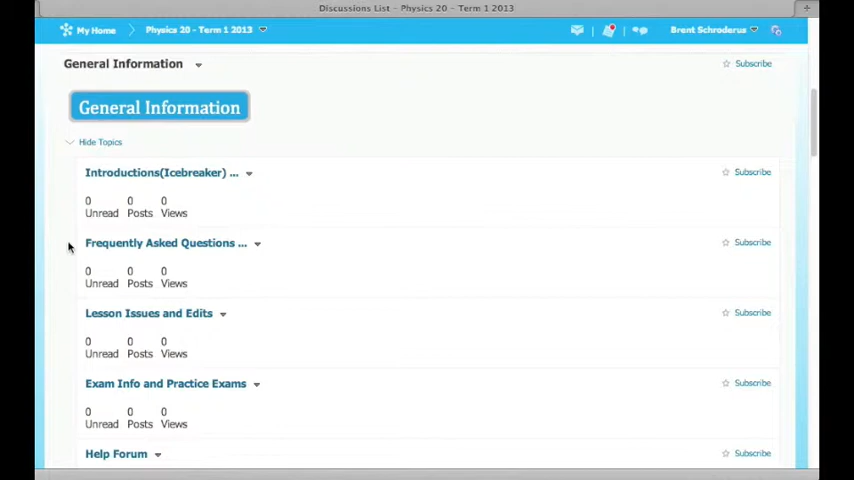 Discussions List - Physics 20 - Term 1 2013
My Home Physics 20 - Term 1 2013 Brent Schroderus
General Information Subscribe
General Information
Hide Topics
Introductions(Icebreaker) ... Subscribe
0 0 0
Unread Posts Views
Frequently Asked Questions ... Subscribe
0 0 0
Unread Posts Views
Lesson Issues and Edits Subscribe
0 0 0
Unread Posts Views
Exam Info and Practice Exams Subscribe
0 0 0
Unread Posts Views
Help Forum Subscribe